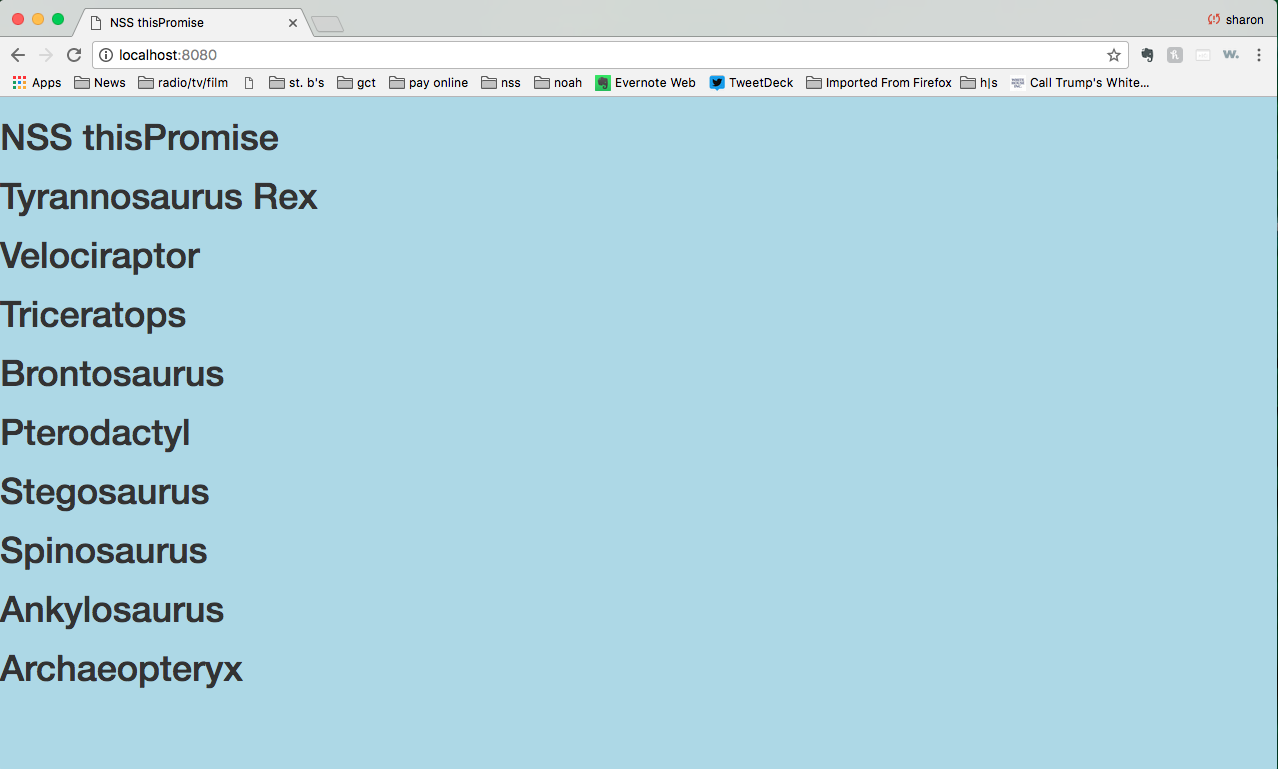 NSS thisPromise
sharon
localhost:8080
Apps News radio/tv/film st. b's gct pay online nss noah Evernote Web TweetDeck Imported From Firefox h|s Call Trump's White...
NSS thisPromise
Tyrannosaurus Rex
Velociraptor
Triceratops
Brontosaurus
Pterodactyl
Stegosaurus
Spinosaurus
Ankylosaurus
Archaeopteryx